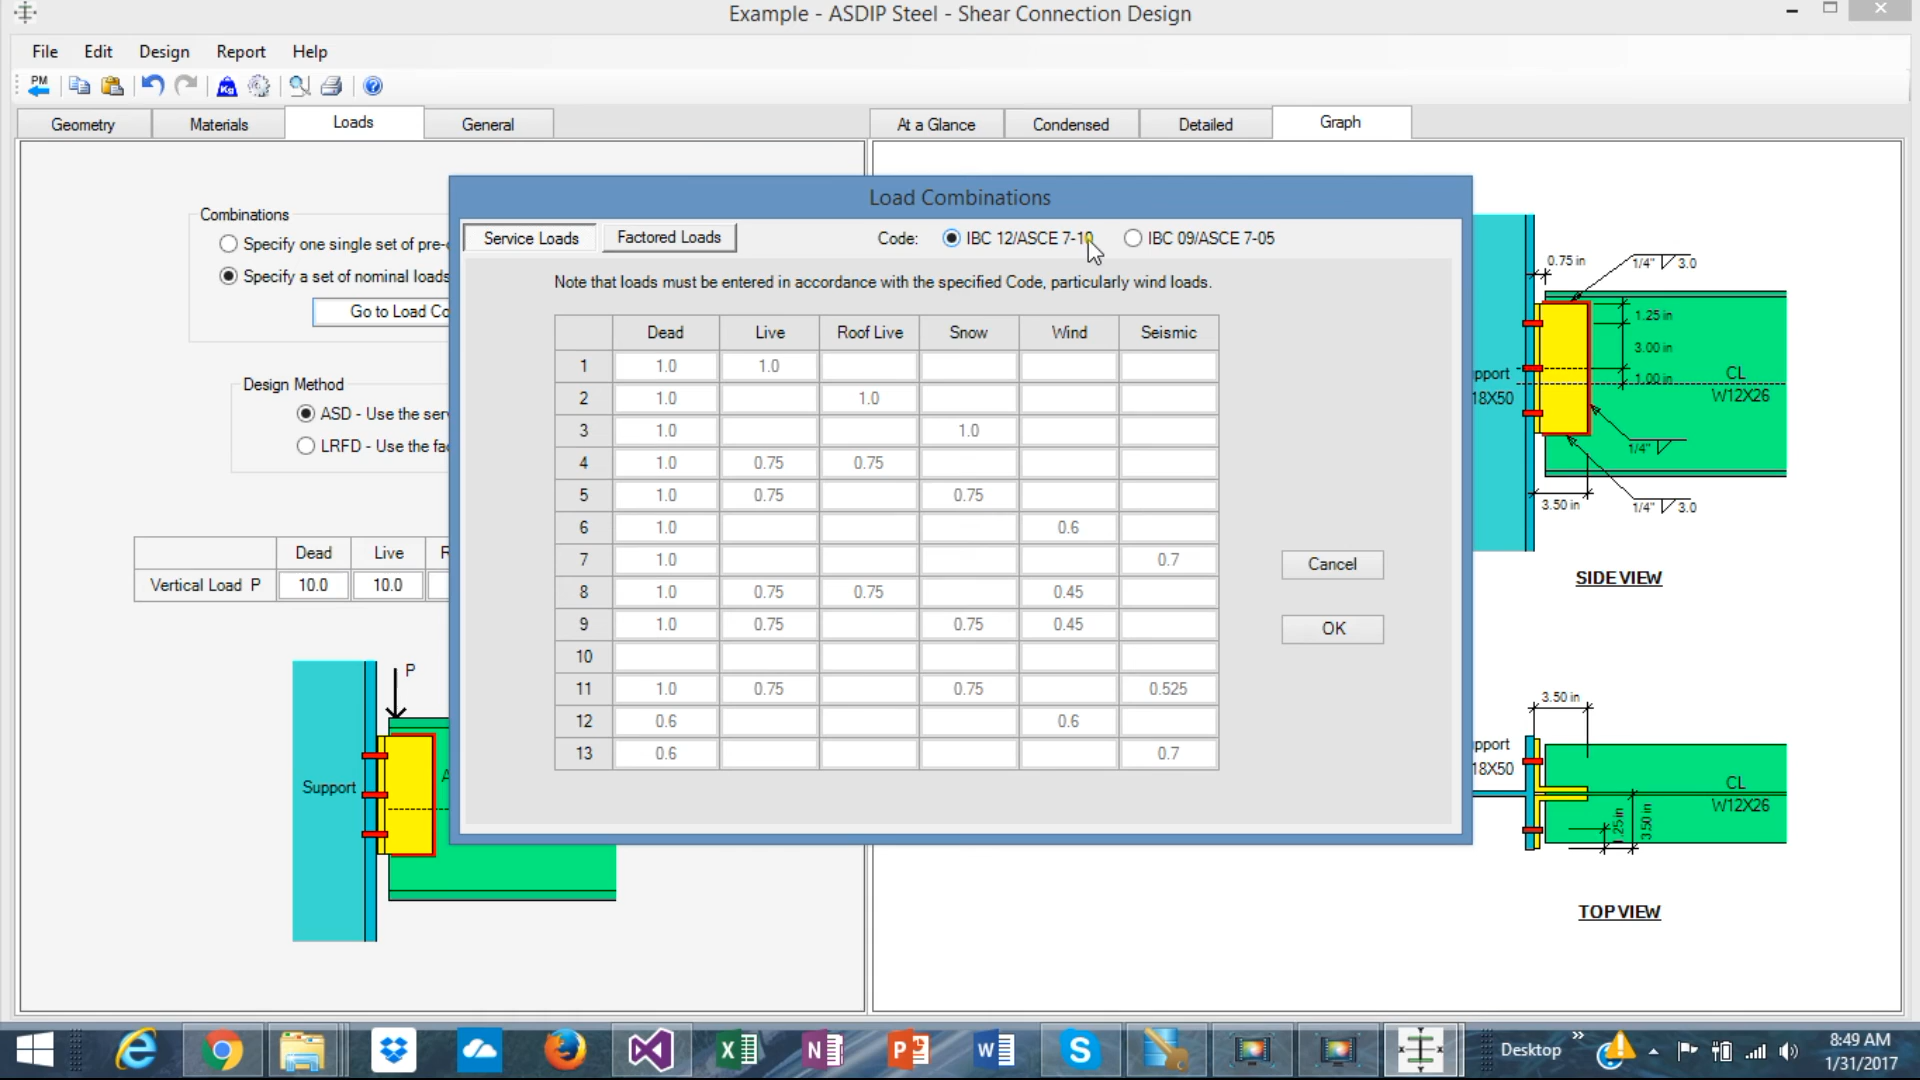 Example - ASDIP Steel - Shear Connection Design
File Edit Design Report Help
PM
Kg
Geometry Materials Loads General
At a Glance Condensed Detailed Graph
Combinations
Specify one single set of pre-c
Specify a set of nominal loads
Go to Load Co
Design Method
ASD - Use the serv
LRFD - Use the fac
Dead Live
Vertical Load P 10.0 10.0
P
Support
Load Combinations
Service Loads Factored Loads Code: IBC 12/ASCE 7-10 IBC 09/ASCE 7-05
Note that loads must be entered in accordance with the specified Code, particularly wind loads.
Dead Live Roof Live Snow Wind Seismic
1 1.0 1.0
2 1.0 1.0
3 1.0 1.0
4 1.0 0.75 0.75
5 1.0 0.75 0.75
6 1.0 0.6
7 1.0 0.7
8 1.0 0.75 0.75 0.45
9 1.0 0.75 0.75 0.45
10
11 1.0 0.75 0.75 0.525
12 0.6 0.6
13 0.6 0.7
Cancel
OK
0.75 in
1/4" 3.0
1.25 in
3.00 in
1.00 in
pport
18X50
CL
W12X26
1/4"
3.50 in
1/4" 3.0
SIDE VIEW
3.50 in
pport
18X50
CL
W12X26
3.50 in
TOP VIEW
Desktop
8:49 AM
1/31/2017